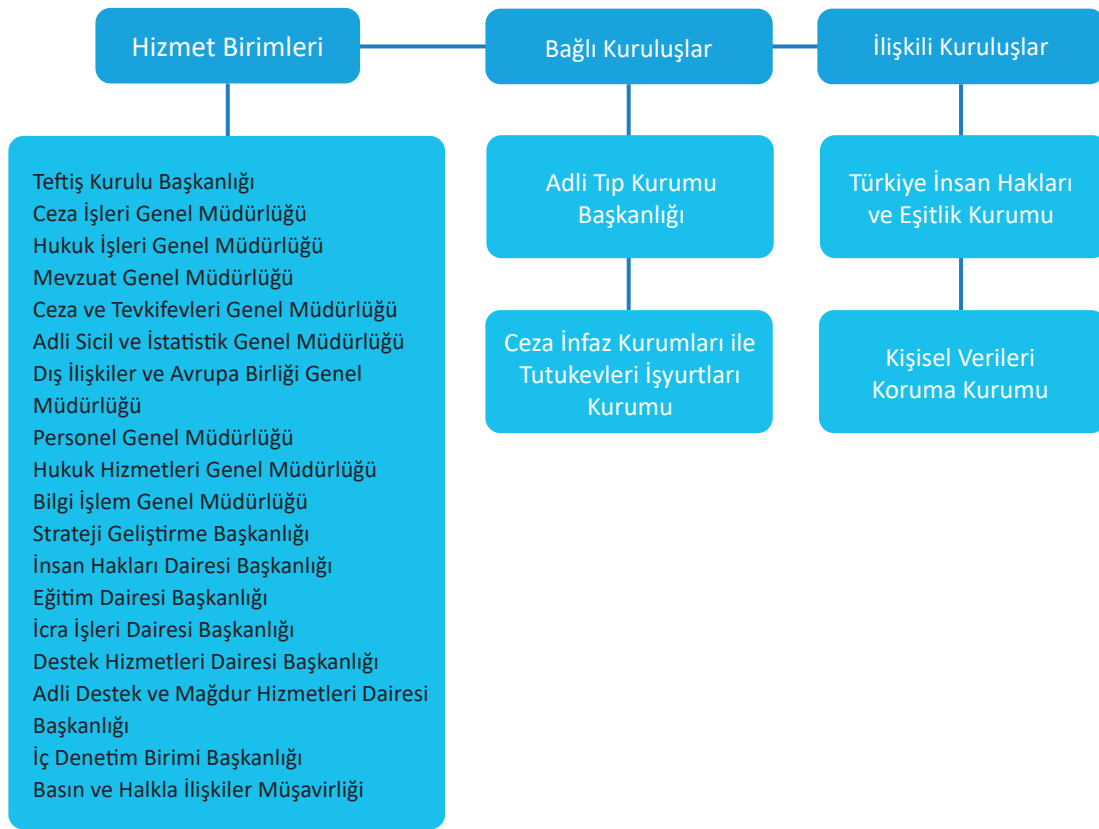 Hizmet Birimleri
Bağlı Kuruluşlar
İlişkili Kuruluşlar
Teftiş Kurulu Başkanlığı
Ceza İşleri Genel Müdürlüğü
Hukuk İşleri Genel Müdürlüğü
Mevzuat Genel Müdürlüğü
Ceza ve Tevkifevleri Genel Müdürlüğü
Adli Sicil ve İstatistik Genel Müdürlüğü
Dış İlişkiler ve Avrupa Birliği Genel
Müdürlüğü
Personel Genel Müdürlüğü
Hukuk Hizmetleri Genel Müdürlüğü
Bilgi İşlem Genel Müdürlüğü
Strateji Geliştirme Başkanlığı
İnsan Hakları Dairesi Başkanlığı
Eğitim Dairesi Başkanlığı
İcra İşleri Dairesi Başkanlığı
Destek Hizmetleri Dairesi Başkanlığı
Adli Destek ve Mağdur Hizmetleri Dairesi
Başkanlığı
İç Denetim Birimi Başkanlığı
Basın ve Halkla İlişkiler Müşavirliği
Adli Tıp Kurumu
Başkanlığı
Ceza İnfaz Kurumları ile
Tutukevleri İşyurtları
Kurumu
Türkiye İnsan Hakları
ve Eşitlik Kurumu
Kişisel Verileri
Koruma Kurumu